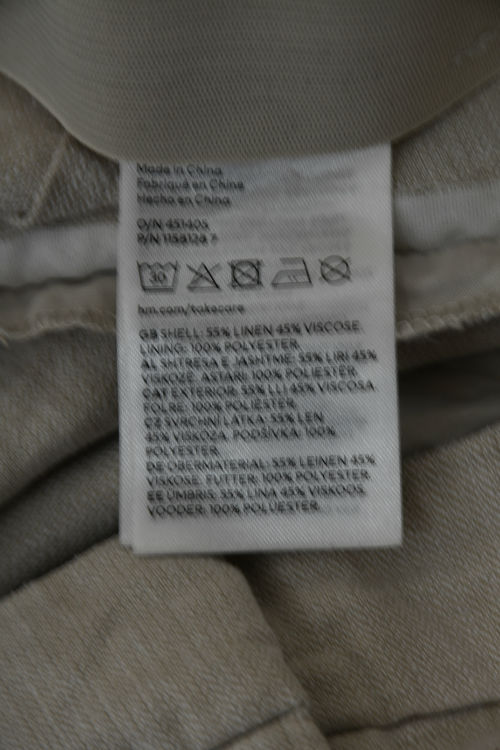 Made in China
Fabriqué en Chine
Hecho en China
O/N 451405
P/N 1158126 7
30
hm.com/takecare
GB SHELL: 55% LINEN 45% VISCOSE.
LINING: 100% POLYESTER.
AL SHTRESA E JASHTME: 55% LIRI 45%
VISKOZË. ASTARI: 100% POLIESTER.
CAT EXTERIOR: 55% LLI 45% VISCOSA.
FOLRE: 100% POLIÈSTER.
CZ SVRCHNÍ LÁTKA: 55% LEN
45% VISKÓZA. PODŠÍVKA: 100%
POLYESTER.
DE OBERMATERIAL: 55% LEINEN 45%
VISKOSE. FUTTER: 100% POLYESTER.
EE ÜMBRIS: 55% LINA 45% VISKOOS.
VOODER: 100% POLÜESTER.